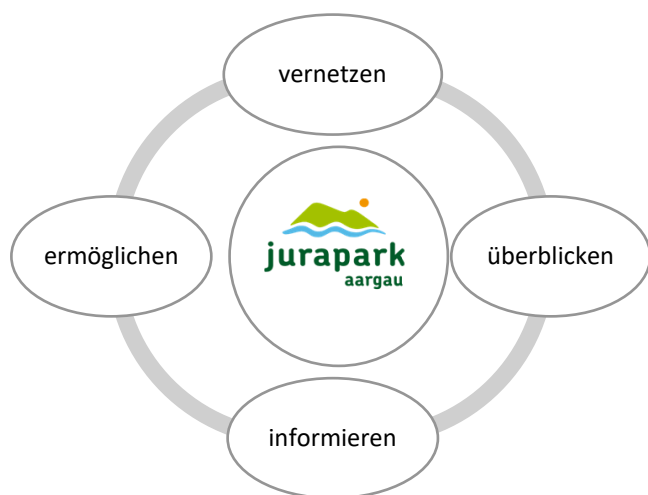 vernetzen
ermöglichen
jurapark
aargau
überblicken
informieren